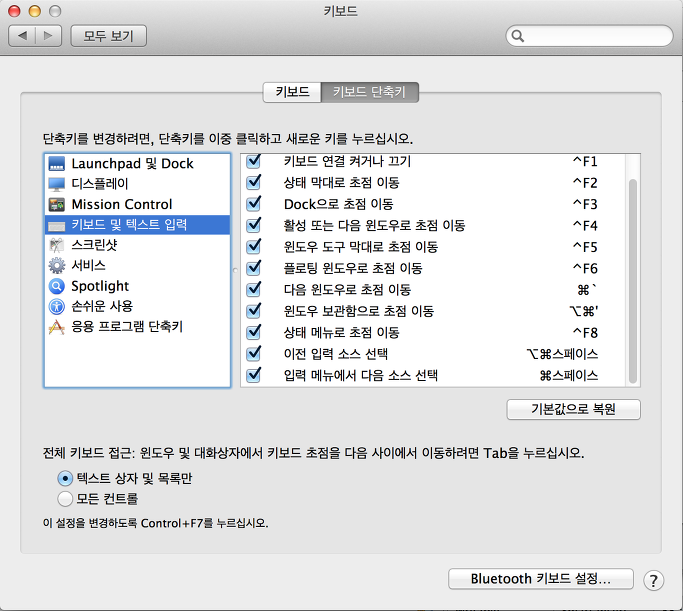 키보드
모두 보기
키보드 키보드 단축키
단축키를 변경하려면, 단축키를 이중 클릭하고 새로운 키를 누르십시오.
Launchpad 및 Dock
디스플레이
Mission Control
키보드 및 텍스트 입력
스크린샷
서비스
Spotlight
손쉬운 사용
응용 프로그램 단축키
키보드 연결 켜거나 끄기 ^F1
상태 막대로 초점 이동 ^F2
Dock으로 초점 이동 ^F3
활성 또는 다음 윈도우로 초점 이동 ^F4
윈도우 도구 막대로 초점 이동 ^F5
플로팅 윈도우로 초점 이동 ^F6
다음 윈도우로 초점 이동 ⌘`
윈도우 보관함으로 초점 이동 ⌥⌘'
상태 메뉴로 초점 이동 ^F8
이전 입력 소스 선택 ⌥⌘스페이스
입력 메뉴에서 다음 소스 선택 ⌘스페이스
기본값으로 복원
전체 키보드 접근: 윈도우 및 대화상자에서 키보드 초점을 다음 사이에서 이동하려면 Tab을 누르십시오.
텍스트 상자 및 목록만
모든 컨트롤
이 설정을 변경하도록 Control+F7를 누르십시오.
Bluetooth 키보드 설정... ?